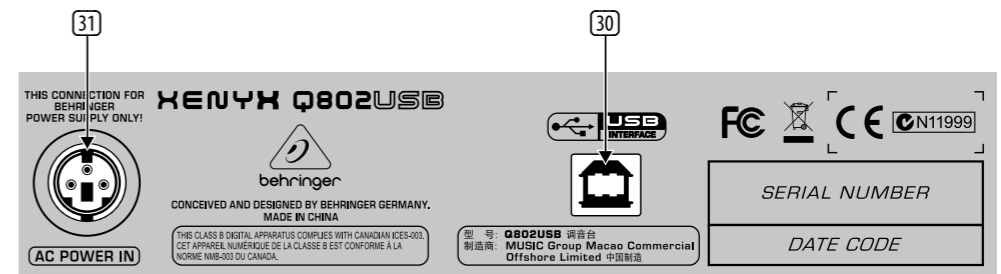 31
30
THIS CONNECTION FOR
BEHRINGER
POWER SUPPLY ONLY!
AC POWER IN
XENYX Q802USB
behringer
CONCEIVED AND DESIGNED BY BEHRINGER GERMANY.
MADE IN CHINA
THIS CLASS B DIGITAL APPARATUS COMPLIES WITH CANADIAN ICES-003.
CET APPAREIL NUMÉRIQUE DE LA CLASSE B EST CONFORME À LA
NORME NMB-003 DU CANADA.
USB
INTERFACE
型 号: Q802USB 调音台
制造商: MUSIC Group Macao Commercial
Offshore Limited 中国制造
FC CE N11999
SERIAL NUMBER
DATE CODE